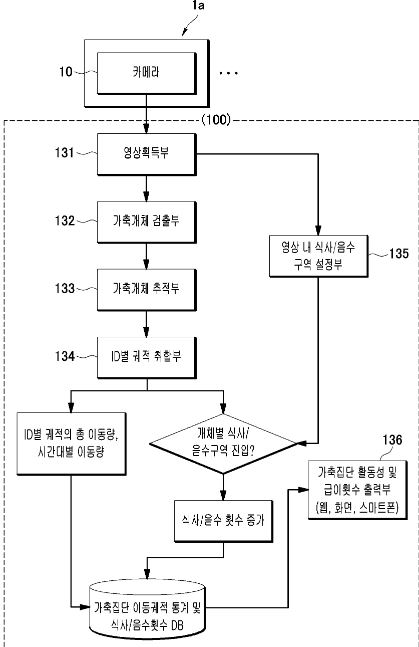 1a
10
카메라
...
(100)
131
영상획득부
132
가축개체 검출부
영상 내 식사/음수
구역 설정부
135
133
가축개체 추적부
134
ID별 궤적 취합부
ID별 궤적의 총 이동량,
시간대별 이동량
개체별 식사/
음수구역 진입?
136
가축집단 활동성 및
급이횟수 출력부
(웹, 화면, 스마트폰)
식사/음수 횟수 증가
가축집단 이동궤적 통계 및
식사/음수횟수 DB